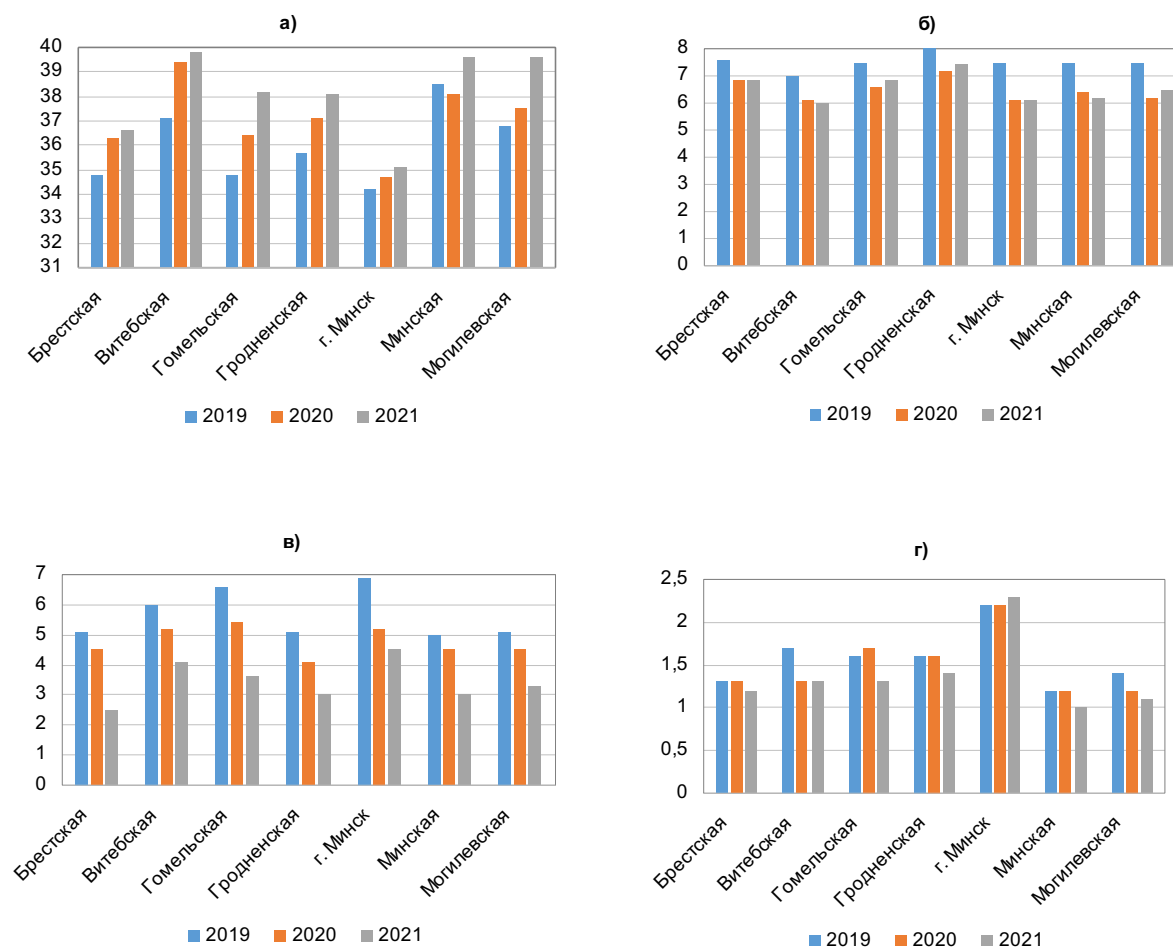 а)
40
39
38
37
36
35
34
33
32
31
Брестская
Витебская
Гомельская
Гродненская
г. Минск
Минская
Могилевская
2019 2020 2021
б)
8
7
6
5
4
3
2
1
0
Брестская
Витебская
Гомельская
Гродненская
г. Минск
Минская
Могилевская
2019 2020 2021
в)
7
6
5
4
3
2
1
0
Брестская
Витебская
Гомельская
Гродненская
г. Минск
Минская
Могилевская
2019 2020 2021
г)
2,5
2
1,5
1
0,5
0
Брестская
Витебская
Гомельская
Гродненская
г. Минск
Минская
Могилевская
2019 2020 2021